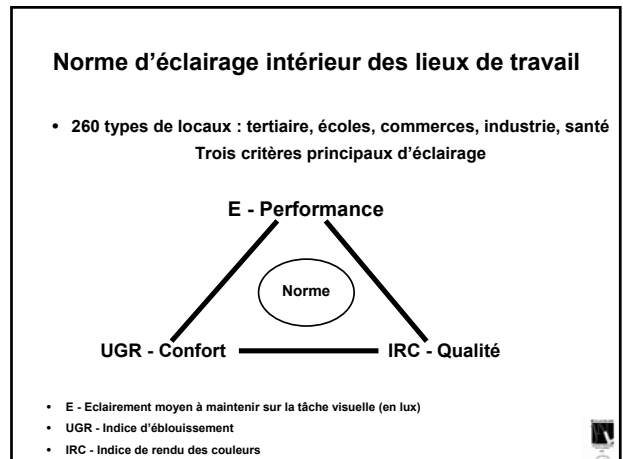 Norme d'éclairage intérieur des lieux de travail
• 260 types de locaux : tertiaire, écoles, commerces, industrie, santé
Trois critères principaux d'éclairage
E - Performance
Norme
UGR - Confort
IRC - Qualité
• E - Eclairement moyen à maintenir sur la tâche visuelle (en lux)
• UGR - Indice d'éblouissement
• IRC - Indice de rendu des couleurs